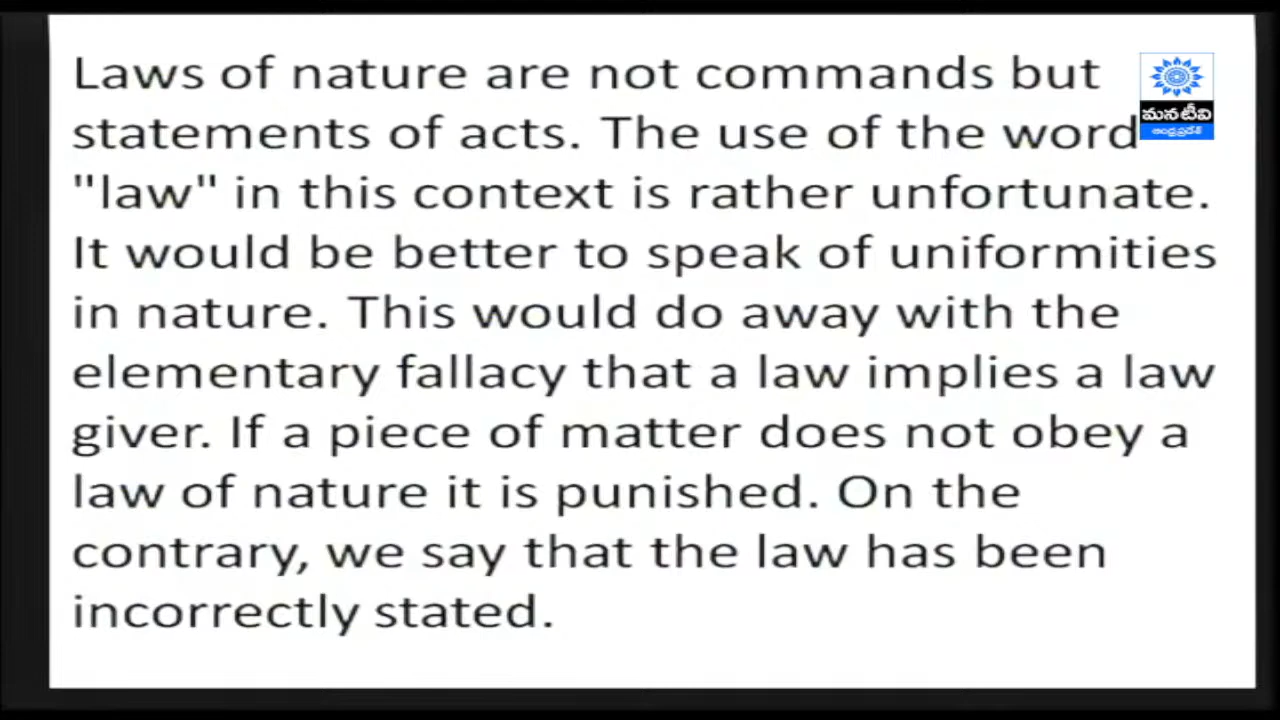 Laws of nature are not commands but
statements of acts. The use of the word
"law" in this context is rather unfortunate.
It would be better to speak of uniformities
in nature. This would do away with the
elementary fallacy that a law implies a law
giver. If a piece of matter does not obey a
law of nature it is punished. On the
contrary, we say that the law has been
incorrectly stated.
మనటీవి
ఆంధ్రప్రదేశ్